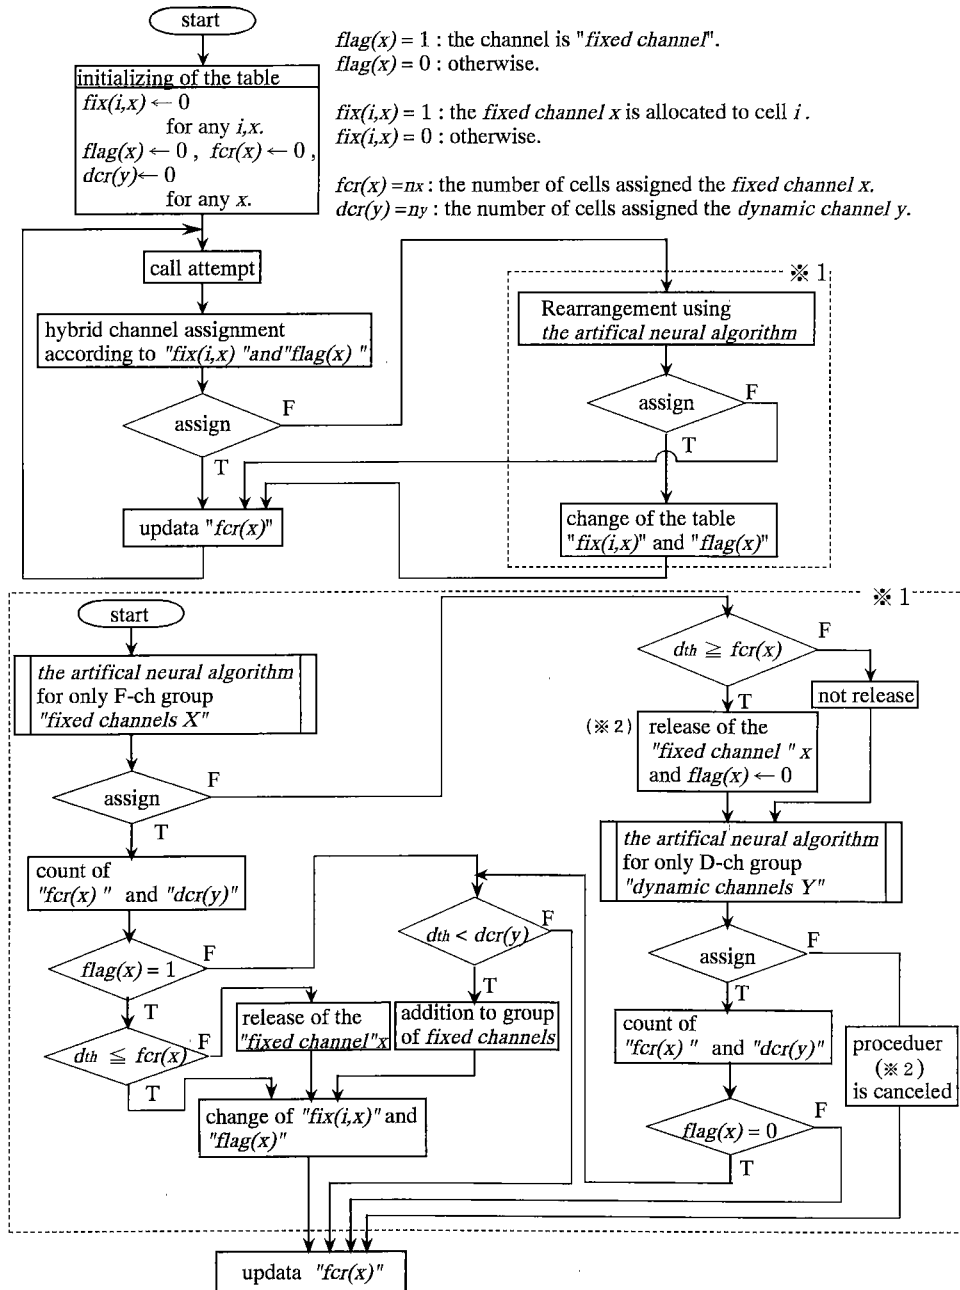 start
flag(x) = 1 : the channel is "fixed channel".
flag(x) = 0 : otherwise.
fix(i,x) = 1 : the fixed channel x is allocated to cell i .
fix(i,x) = 0 : otherwise.
fcr(x) =nx : the number of cells assigned the fixed channel x.
dcr(y) =ny : the number of cells assigned the dynamic channel y.
initializing of the table
fix(i,x) ← 0
for any i,x.
flag(x) ← 0 , fcr(x) ← 0 ,
dcr(y)← 0
for any x.
call attempt
hybrid channel assignment
according to "fix(i,x) "and"flag(x) "
assign
F
T
updata "fcr(x)"
※ 1
Rearrangement using
the artifical neural algorithm
assign
F
T
change of the table
"fix(i,x)" and "flag(x)"
※ 1
start
the artifical neural algorithm
for only F-ch group
"fixed channels X"
assign
F
T
count of
"fcr(x) " and "dcr(y)"
flag(x) = 1
F
T
dth ≦ fcr(x)
F
T
release of the
"fixed channel"x
dth < dcr(y)
F
T
addition to group
of fixed channels
change of "fix(i,x)" and
"flag(x)"
dth ≧ fcr(x)
F
T
not release
(※ 2)
release of the
"fixed channel " x
and flag(x) ← 0
the artifical neural algorithm
for only D-ch group
"dynamic channels Y"
assign
F
T
count of
"fcr(x) " and "dcr(y)"
proceduer
(※ 2)
is canceled
flag(x) = 0
F
T
updata "fcr(x)"